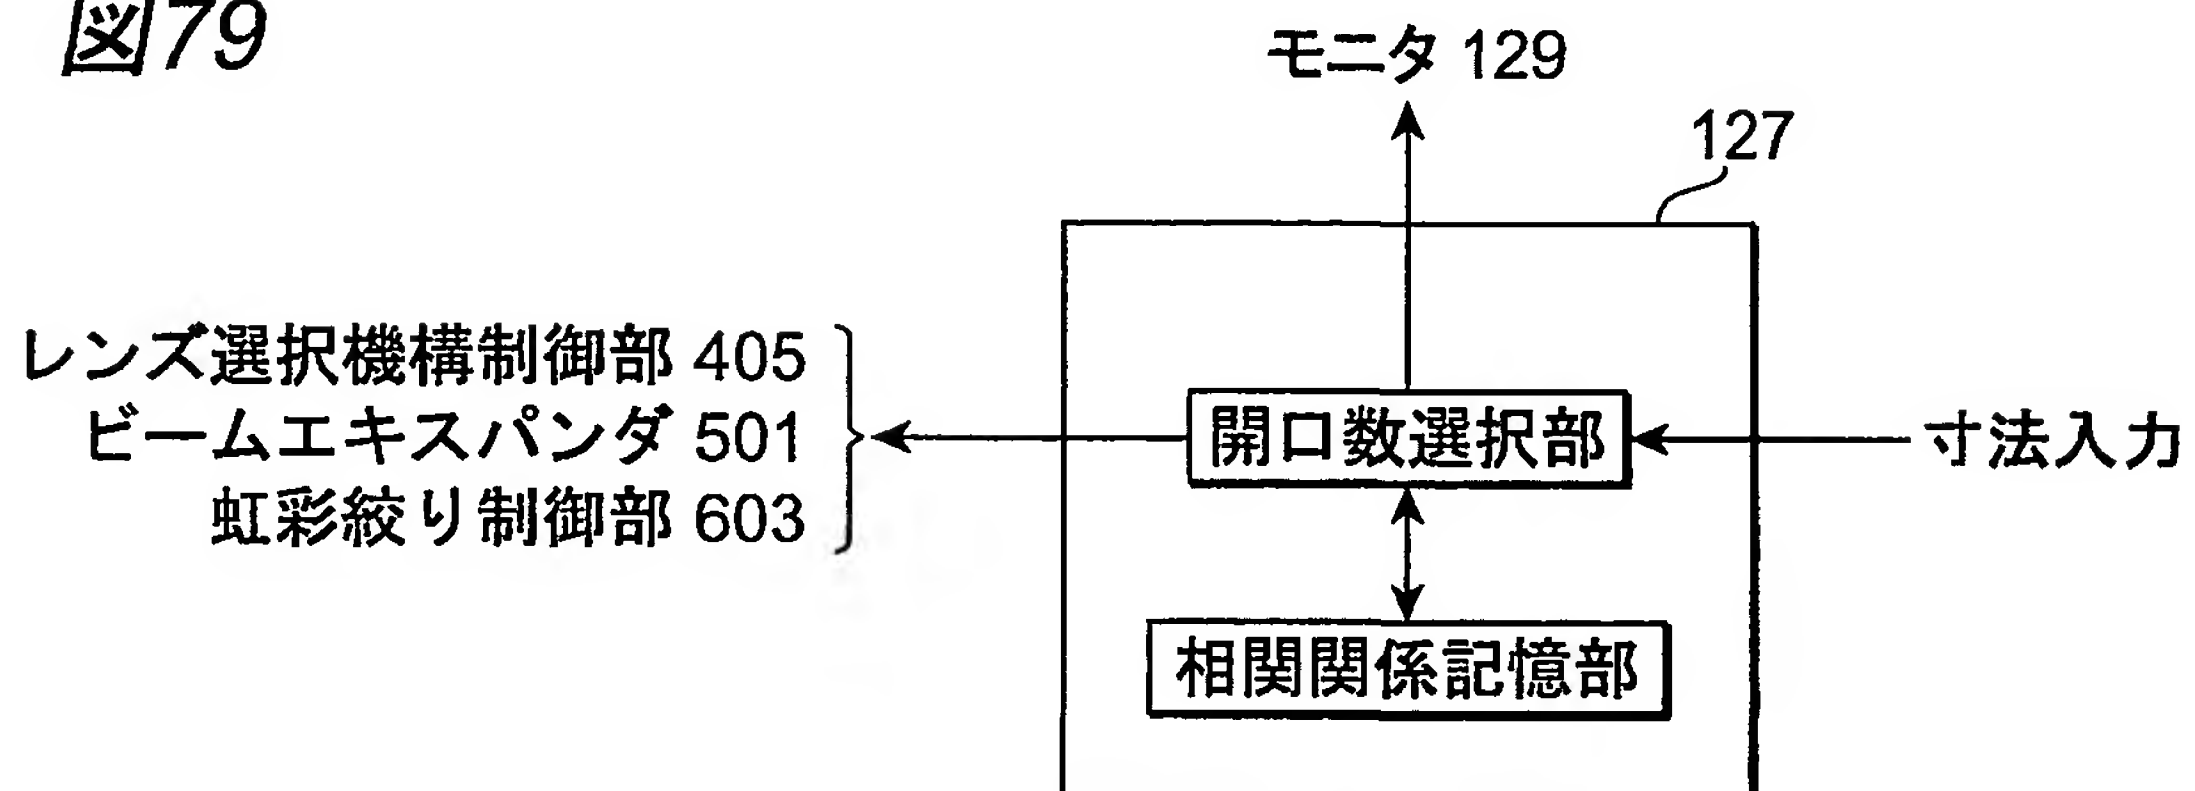 図79
モニタ 129
127
レンズ選択機構制御部 405
ビームエキスパンダ 501
虹彩絞り制御部 603
開口数選択部
寸法入力
相関関係記憶部